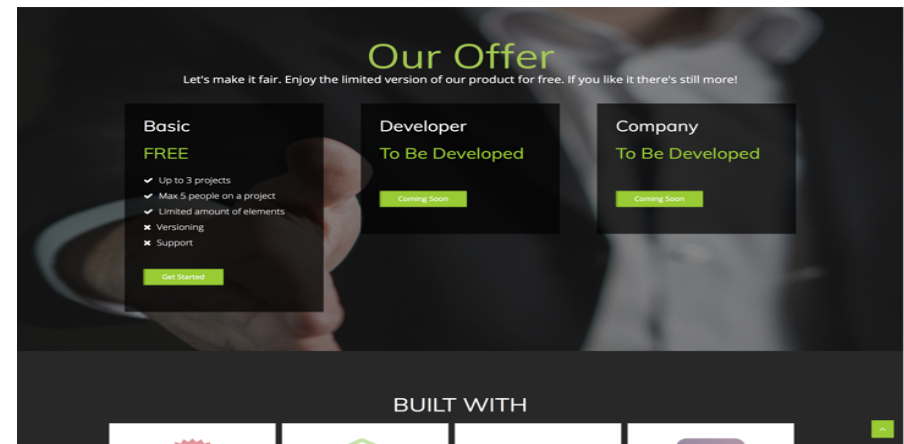 Our Offer
Let's make it fair. Enjoy the limited version of our product for free. If you like it there's still more!
Basic
FREE
Up to 3 projects
Max 5 people on a project
Limited amount of elements
Versioning
Support
Get Started
Developer
To Be Developed
Coming Soon
Company
To Be Developed
Coming Soon
BUILT WITH